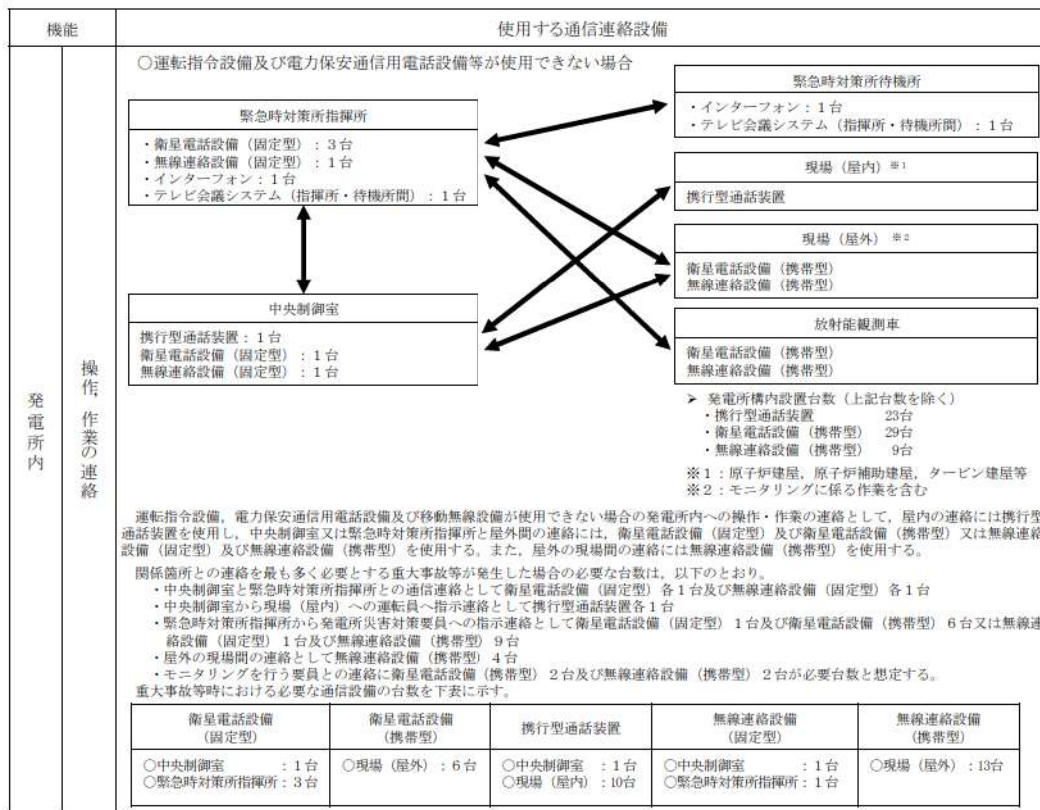 機能
使用する通信連絡設備
発電所内
操作，作業の連絡
○運転指令設備及び電力保安通信用電話設備等が使用できない場合
緊急時対策所指揮所
・衛星電話設備（固定型）：３台
・無線連絡設備（固定型）：１台
・インターフォン：１台
・テレビ会議システム（指揮所・待機所間）：１台
中央制御室
携行型通話装置：１台
衛星電話設備（固定型）：１台
無線連絡設備（固定型）：１台
緊急時対策所待機所
・インターフォン：１台
・テレビ会議システム（指揮所・待機所間）：１台
現場（屋内）※１
携行型通話装置
現場（屋外）※２
衛星電話設備（携帯型）
無線連絡設備（携帯型）
放射能観測車
衛星電話設備（携帯型）
無線連絡設備（携帯型）
➢ 発電所構内設置台数（上記台数を除く）
・携行型通話装置 23台
・衛星電話設備（携帯型） 29台
・無線連絡設備（携帯型） 9台
※１：原子炉建屋，原子炉補助建屋，タービン建屋等
※２：モニタリングに係る作業を含む
運転指令設備，電力保安通信用電話設備及び移動無線設備が使用できない場合の発電所内への操作・作業の連絡として，屋内の連絡には携行型
通話装置を使用し，中央制御室又は緊急時対策所指揮所と屋外間の連絡には，衛星電話設備（固定型）及び衛星電話設備（携帯型）又は無線連絡
設備（固定型）及び無線連絡設備（携帯型）を使用する。また，屋外の現場間の連絡には無線連絡設備（携帯型）を使用する。
関係箇所との連絡を最も多く必要とする重大事故等が発生した場合の必要な台数は，以下のとおり。
・中央制御室と緊急時対策所指揮所との通信連絡として衛星電話設備（固定型）各１台及び無線連絡設備（固定型）各１台
・中央制御室から現場（屋内）への運転員へ指示連絡として携行型通話装置各１台
・緊急時対策所指揮所から発電所災害対策要員への指示連絡として衛星電話設備（固定型）１台及び衛星電話設備（携帯型）６台又は無線連
絡設備（固定型）１台及び無線連絡設備（携帯型）９台
・屋外の現場間の連絡として無線連絡設備（携帯型）４台
・モニタリングを行う要員との連絡に衛星電話設備（携帯型）２台及び無線連絡設備（携帯型）２台が必要台数と想定する。
重大事故等時における必要な通信設備の台数を下表に示す。
衛星電話設備
（固定型）
衛星電話設備
（携帯型）
携行型通話装置
無線連絡設備
（固定型）
無線連絡設備
（携帯型）
○中央制御室 ：１台
○緊急時対策所指揮所：３台
○現場（屋外）：６台
○中央制御室 ：１台
○現場（屋内）：10台
○中央制御室 ：１台
○緊急時対策所指揮所：１台
○現場（屋外）：13台